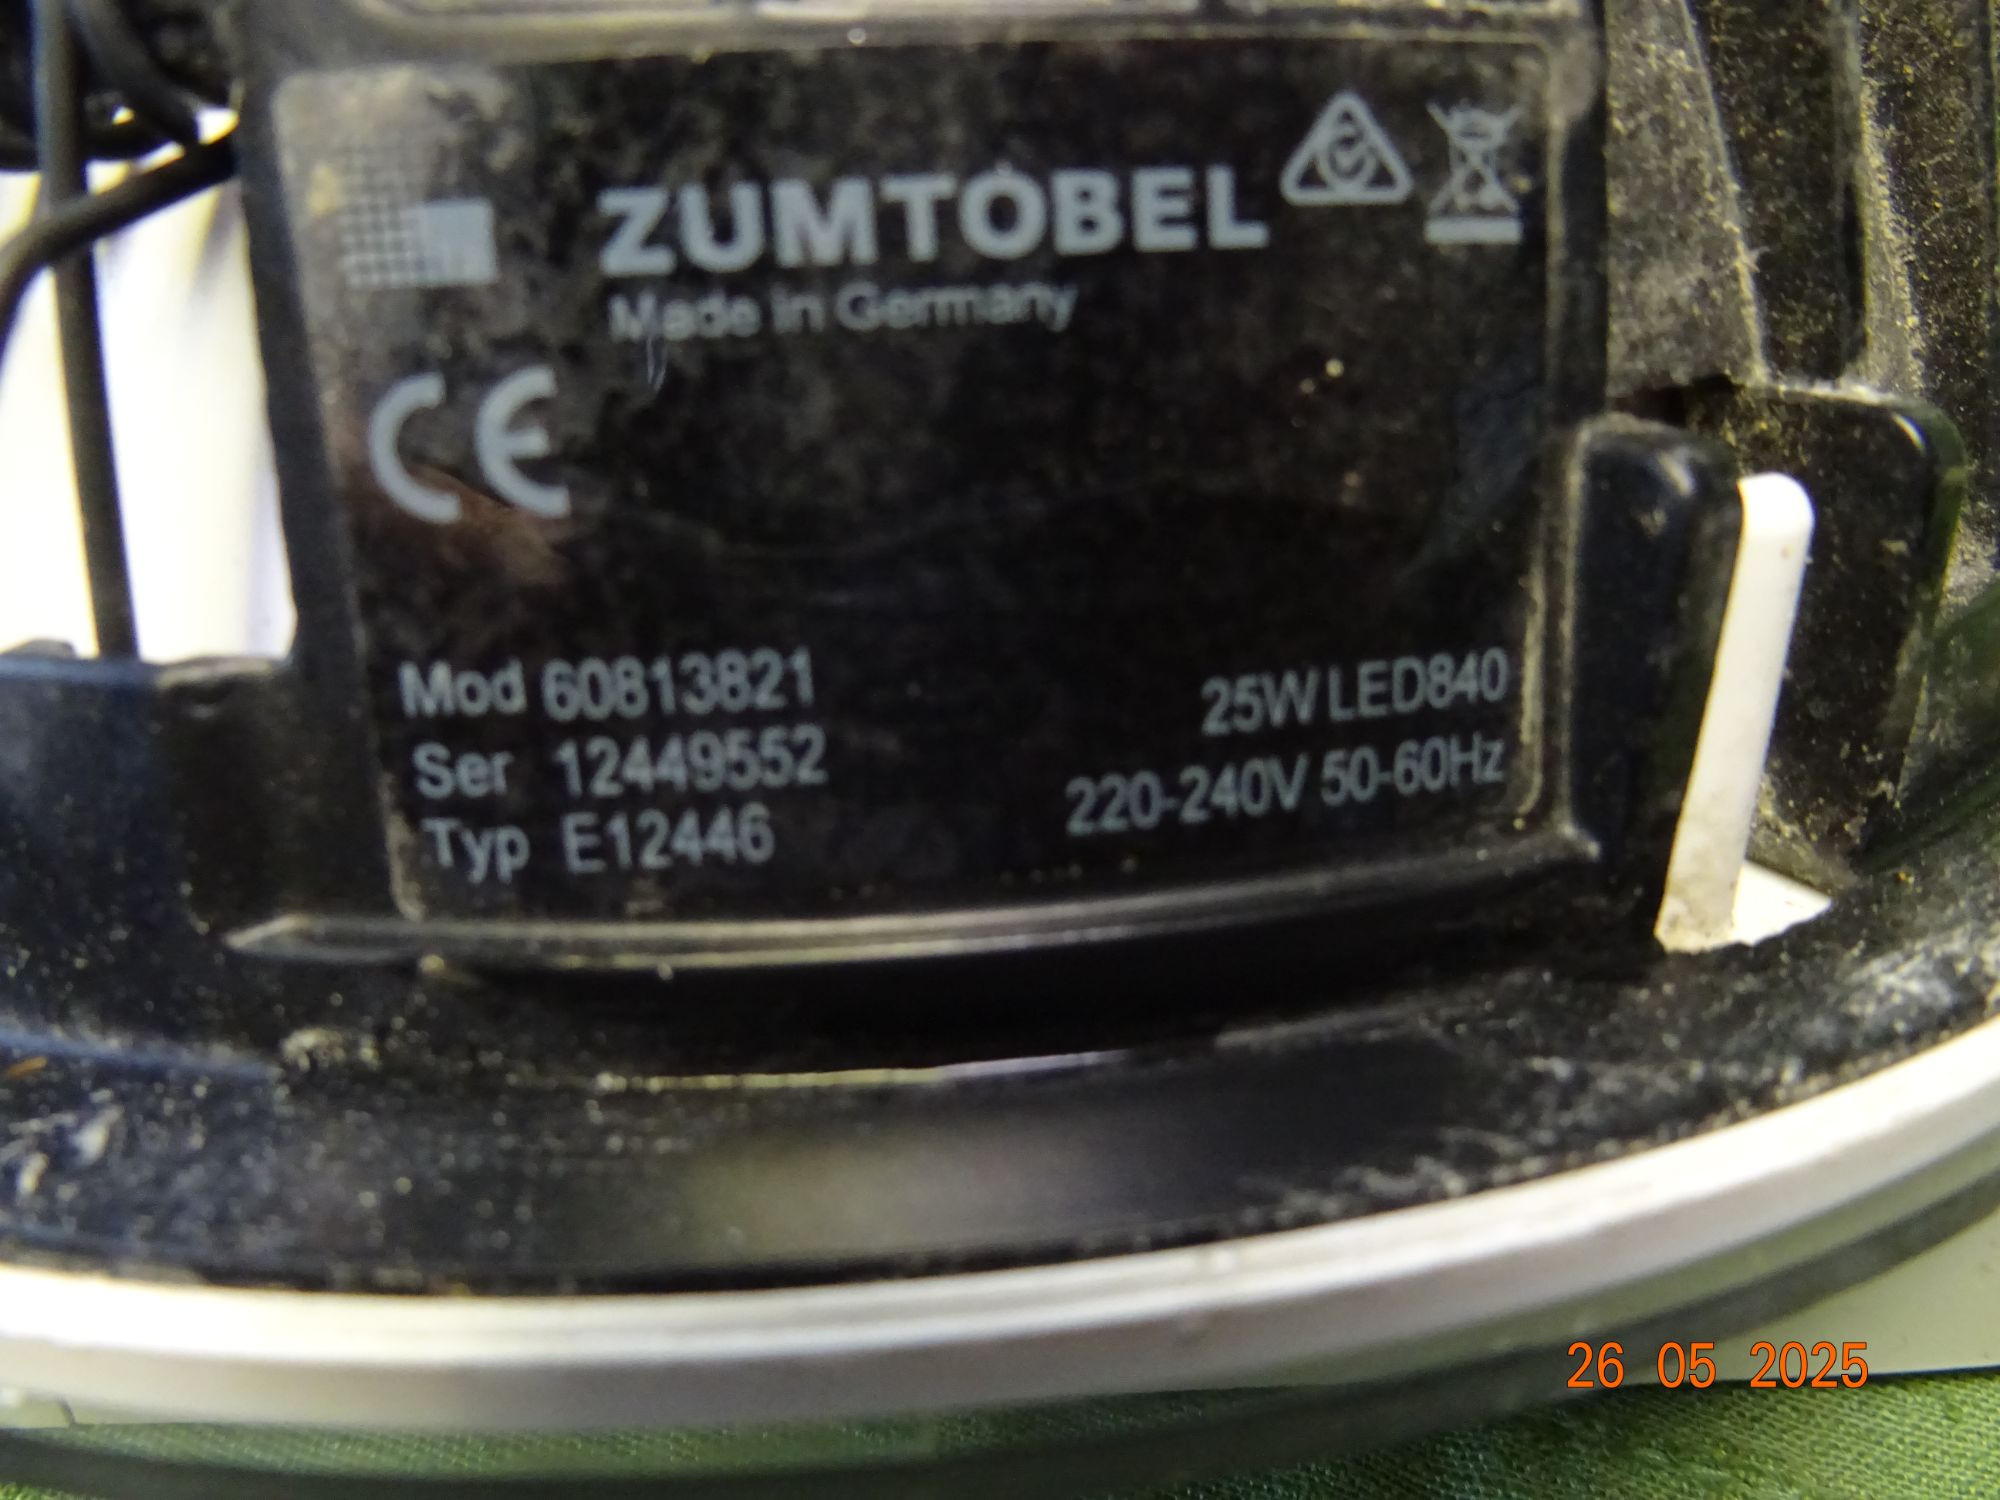 ZUMTOBEL
Made in Germany
CE
Mod 60813821
Ser 12449552
Typ E12446
25W LED840
220-240V 50-60Hz
26 05 2025